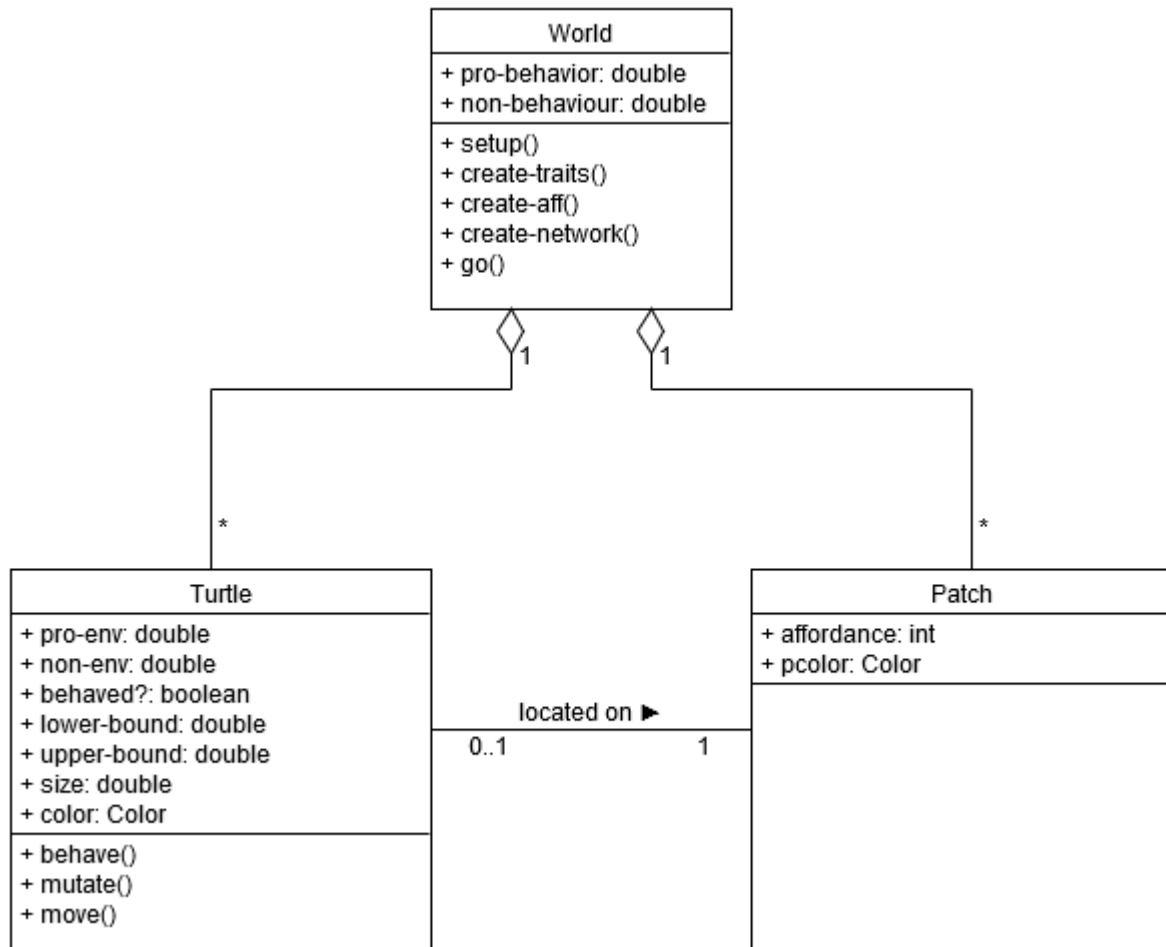 World
+ pro-behavior: double
+ non-behaviour: double
+ setup()
+ create-traits()
+ create-aff()
+ create-network()
+ go()
1
1
*
*
Turtle
+ pro-env: double
+ non-env: double
+ behaved?: boolean
+ lower-bound: double
+ upper-bound: double
+ size: double
+ color: Color
+ behave()
+ mutate()
+ move()
located on ►
0..1
1
Patch
+ affordance: int
+ pcolor: Color